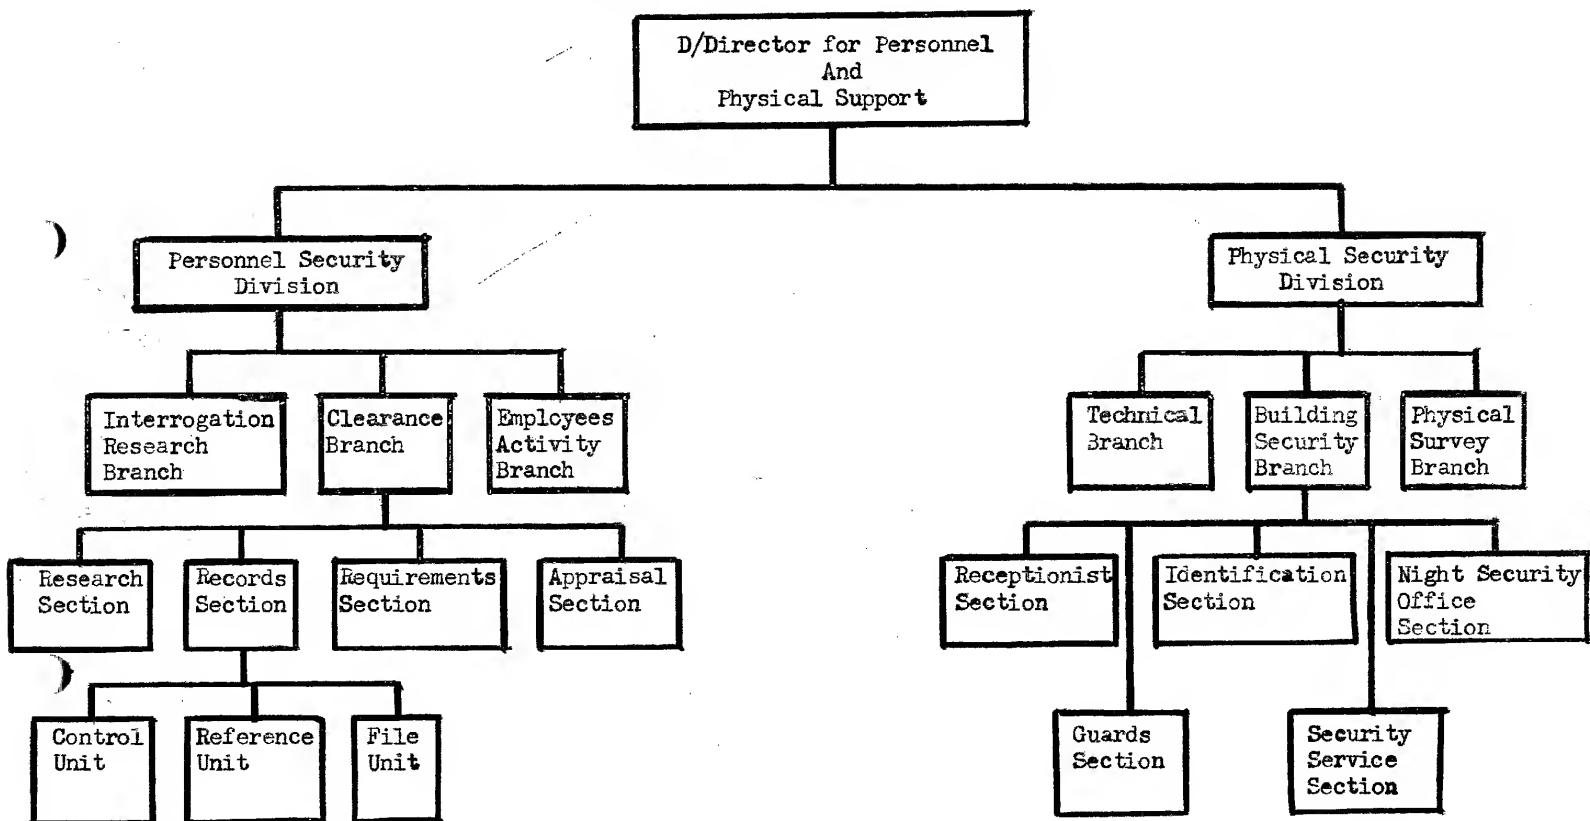 D/Director for Personnel
And
Physical Support
Personnel Security
Division
Physical Security
Division
Interrogation
Research
Branch
Clearance
Branch
Employees
Activity
Branch
Technical
Branch
Building
Security
Branch
Physical
Survey
Branch
Research
Section
Records
Section
Requirements
Section
Appraisal
Section
Receptionist
Section
Identification
Section
Night Security
Office
Section
Control
Unit
Reference
Unit
File
Unit
Guards
Section
Security
Service
Section